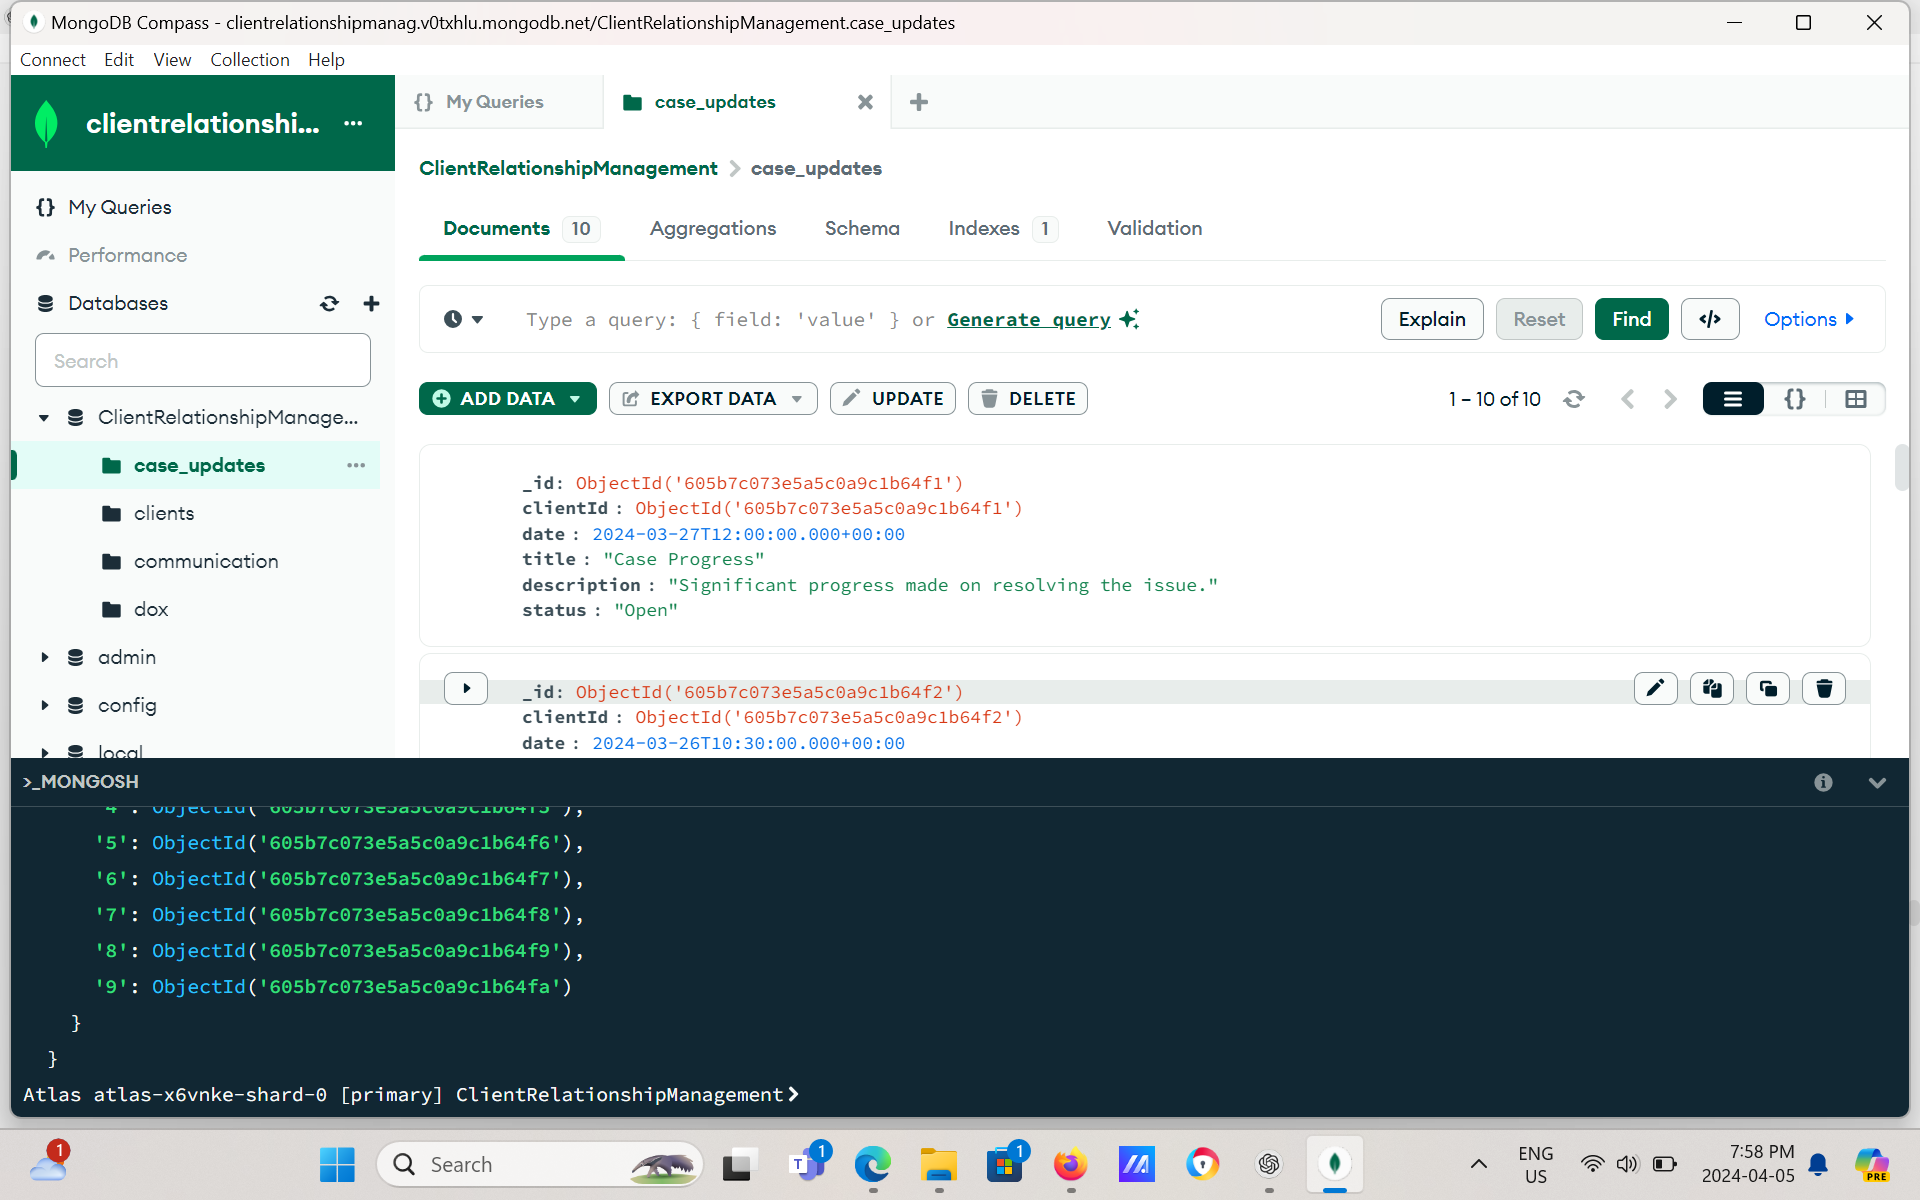 MongoDB Compass - clientrelationshipmanag.v0txhlu.mongodb.net/ClientRelationshipManagement.case_updates
Connect Edit View Collection Help
clientrelationshi... ...
{} My Queries
Performance
Databases
Search
ClientRelationshipManage...
case_updates
clients
communication
dox
admin
config
local
{} My Queries
case_updates
ClientRelationshipManagement > case_updates
Documents 10 Aggregations Schema Indexes 1 Validation
Type a query: { field: 'value' } or Generate query
Explain Reset Find </> Options
ADD DATA EXPORT DATA UPDATE DELETE 1 – 10 of 10 {}
_id: ObjectId('605b7c073e5a5c0a9c1b64f1')
clientId : ObjectId('605b7c073e5a5c0a9c1b64f1')
date : 2024-03-27T12:00:00.000+00:00
title : "Case Progress"
description : "Significant progress made on resolving the issue."
status : "Open"
_id: ObjectId('605b7c073e5a5c0a9c1b64f2')
clientId : ObjectId('605b7c073e5a5c0a9c1b64f2')
date : 2024-03-26T10:30:00.000+00:00
>_MONGOSH
'4': ObjectId('605b7c073e5a5c0a9c1b64f5'),
'5': ObjectId('605b7c073e5a5c0a9c1b64f6'),
'6': ObjectId('605b7c073e5a5c0a9c1b64f7'),
'7': ObjectId('605b7c073e5a5c0a9c1b64f8'),
'8': ObjectId('605b7c073e5a5c0a9c1b64f9'),
'9': ObjectId('605b7c073e5a5c0a9c1b64fa')
}
}
Atlas atlas-x6vnke-shard-0 [primary] ClientRelationshipManagement>
1
Search
T 1
1
ENG
US
7:58 PM
2024-04-05
PRE